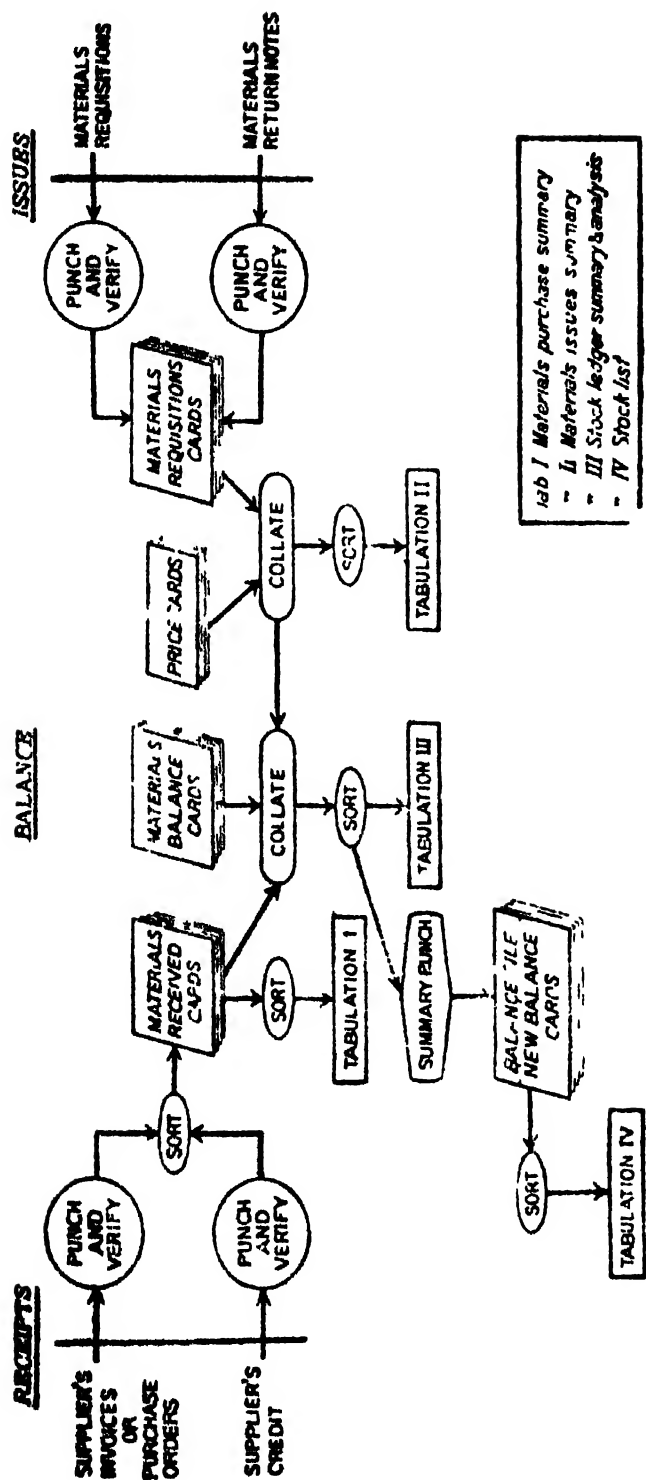 RECEIPTS
SUPPLIER'S
INVOICES
OR
PURCHASE
ORDERS
SUPPLIER'S
CREDIT
PUNCH
AND
VERIFY
PUNCH
AND
VERIFY
SORT
MATERIALS
RECEIVED
CARDS
SORT
TABULATION I
BALANCE
MATERIALS
BALANCE
CARDS
COLLATE
SORT
TABULATION III
SUMMARY PUNCH
BALANCE FILE
NEW BALANCE
CARDS
SORT
TABULATION IV
PRICE CARDS
COLLATE
SORT
TABULATION II
ISSUES
MATERIALS
REQUISITIONS
MATERIALS
RETURN NOTES
PUNCH
AND
VERIFY
PUNCH
AND
VERIFY
MATERIALS
REQUISITIONS
CARDS
Tab I Materials purchase summary
" II Materials issues summary
" III Stock ledger summary & analysis
" IV Stock list